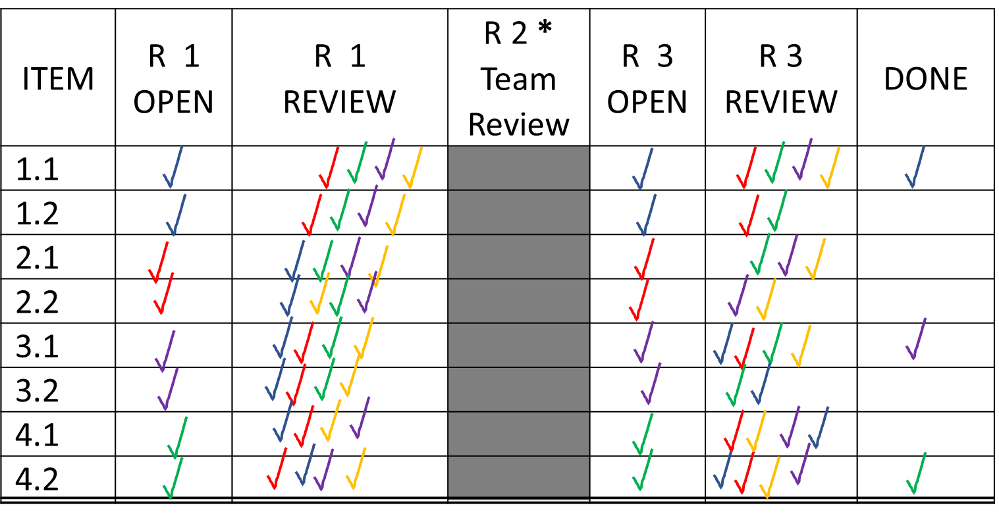 ITEM
R 1
OPEN
R 1
REVIEW
R 2 *
Team
Review
R 3
OPEN
R 3
REVIEW
DONE
1.1
1.2
2.1
2.2
3.1
3.2
4.1
4.2